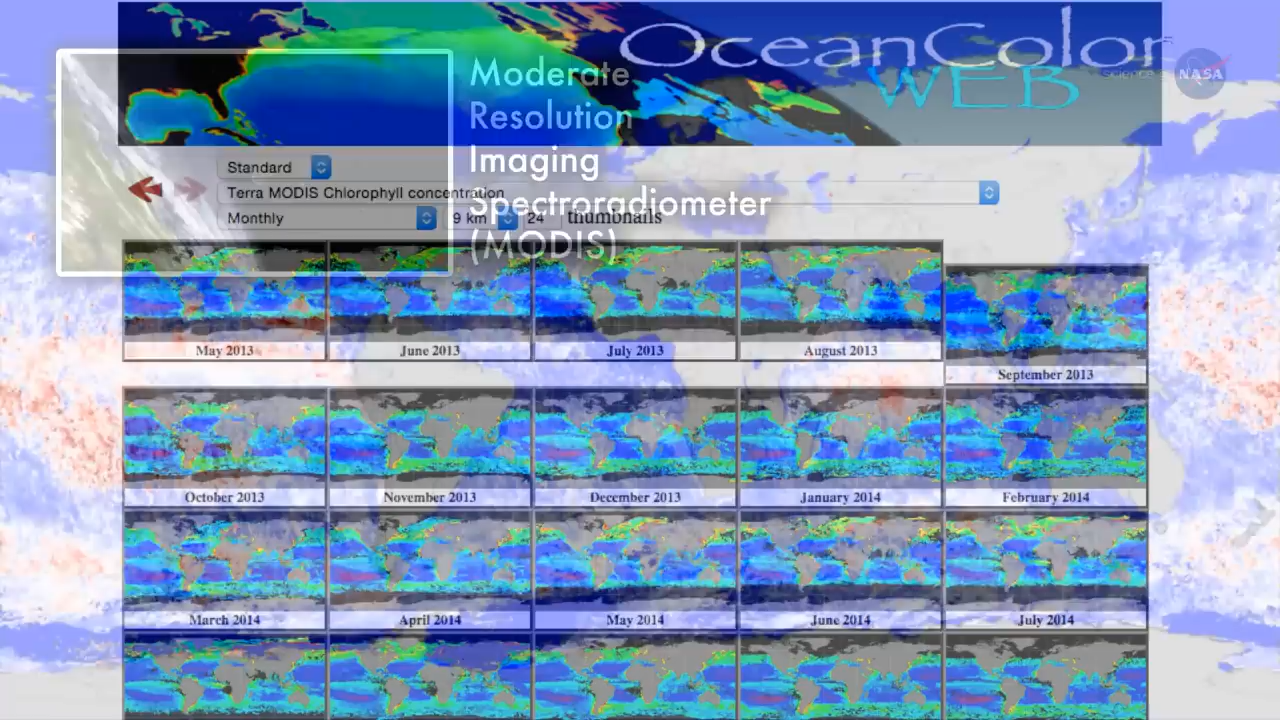 OceanColor
WEB
science@NASA
Moderate
Resolution
Imaging
Spectroradiometer
(MODIS)
Standard
Terra MODIS Chlorophyll concentration
Monthly 9 km 24 thumbnails
May 2013 June 2013 July 2013 August 2013 September 2013
October 2013 November 2013 December 2013 January 2014 February 2014
March 2014 April 2014 May 2014 June 2014 July 2014